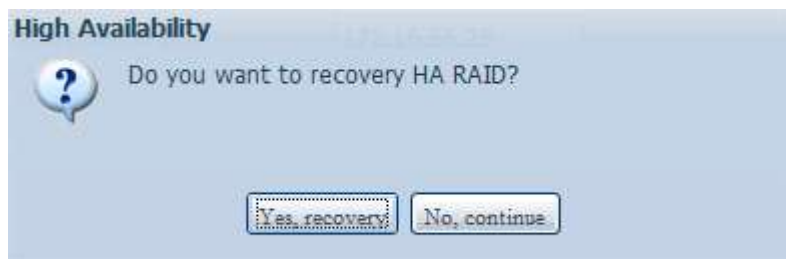 High Availability
Do you want to recovery HA RAID?
Yes, recovery No, continue